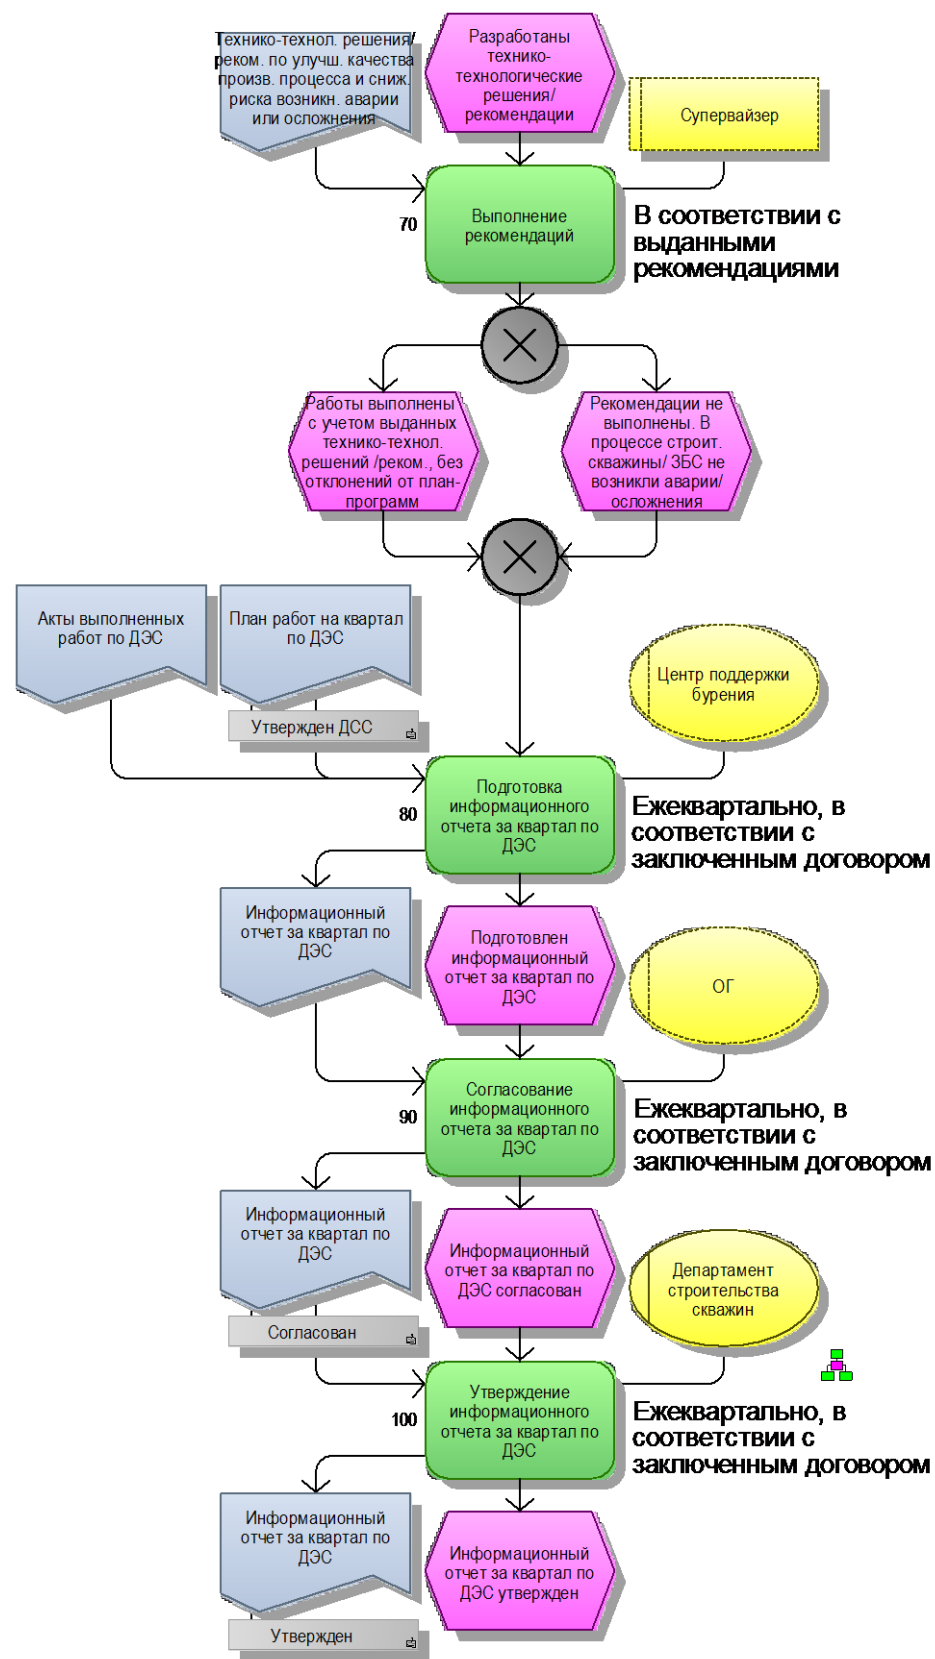 Технико-технол. решения/
реком. по улучш. качества
произв. процесса и сниж.
риска возникн. аварии
или осложнения
Разработаны
технико-
технологические
решения/
рекомендации
Супервайзер
70
Выполнение
рекомендаций
В соответствии с
выданными
рекомендациями
Работы выполнены
с учетом выданных
технико-технол.
решений /реком., без
отклонений от план-
программ
Рекомендации не
выполнены. В
процессе строит.
скважины/ ЗБС не
возникли аварии/
осложнения
Акты выполненных
работ по ДЭС
План работ на квартал
по ДЭС
Утвержден ДСС
Центр поддержки
бурения
80
Подготовка
информационного
отчета за квартал по
ДЭС
Ежеквартально, в
соответствии с
заключенным договором
Информационный
отчет за квартал по
ДЭС
Подготовлен
информационный
отчет за квартал по
ДЭС
ОГ
90
Согласование
информационного
отчета за квартал по
ДЭС
Ежеквартально, в
соответствии с
заключенным договором
Информационный
отчет за квартал по
ДЭС
Согласован
Информационный
отчет за квартал по
ДЭС согласован
Департамент
строительства
скважин
100
Утверждение
информационного
отчета за квартал по
ДЭС
Ежеквартально, в
соответствии с
заключенным договором
Информационный
отчет за квартал по
ДЭС
Утвержден
Информационный
отчет за квартал по
ДЭС утвержден